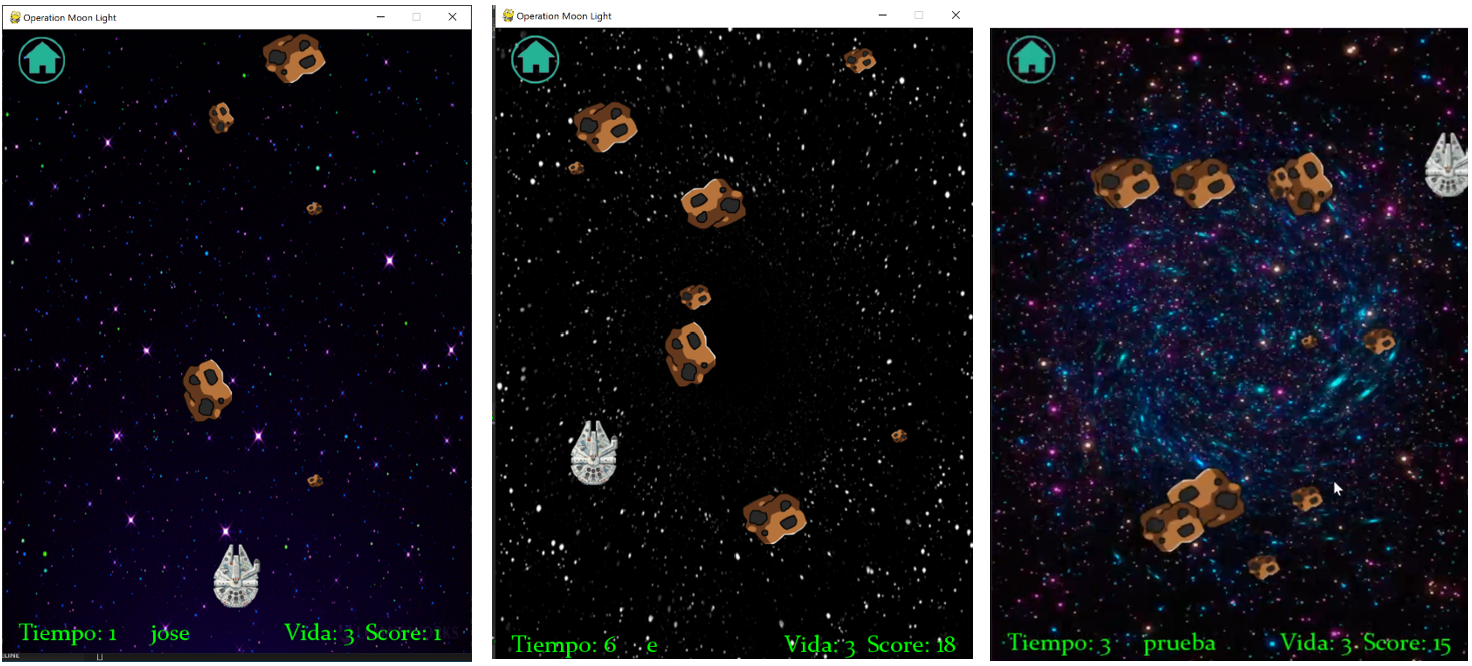 Operation Moon Light
Operation Moon Light
Tiempo: 1 jose Vida: 3 Score: 1
Tiempo: 6 e Vida: 3 Score: 18
Tiempo: 3 prueba Vida: 3 Score: 15